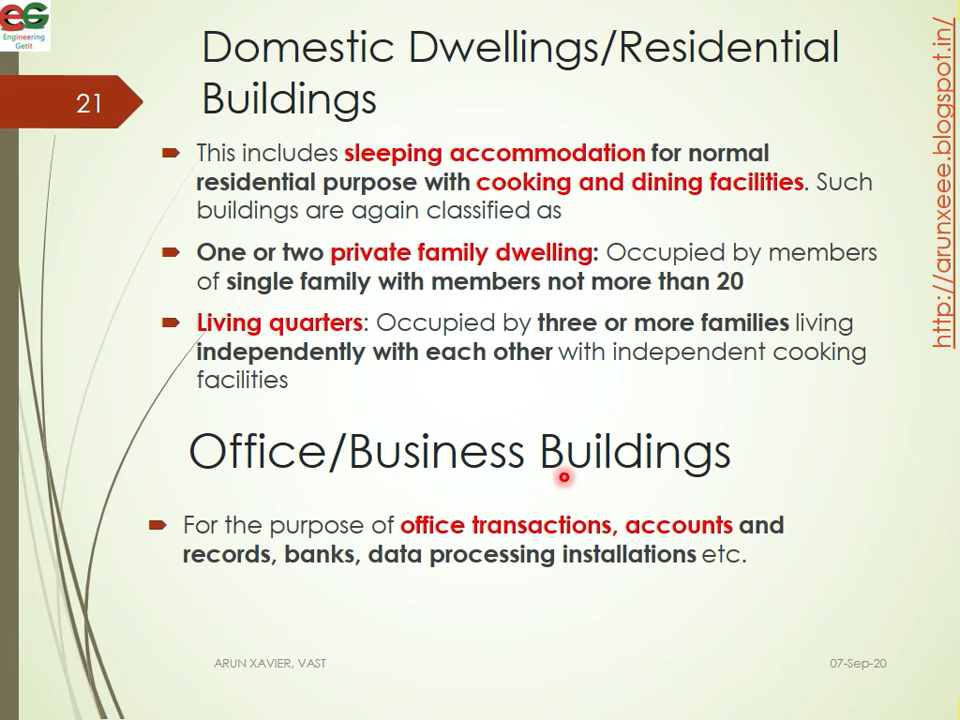 EG
Engineering
Getit
21
Domestic Dwellings/Residential
Buildings
This includes sleeping accommodation for normal
residential purpose with cooking and dining facilities. Such
buildings are again classified as
One or two private family dwelling: Occupied by members
of single family with members not more than 20
Living quarters: Occupied by three or more families living
independently with each other with independent cooking
facilities
Office/Business Buildings
For the purpose of office transactions, accounts and
records, banks, data processing installations etc.
ARUN XAVIER, VAST
07-Sep-20
http://arunxeee.blogspot.in/